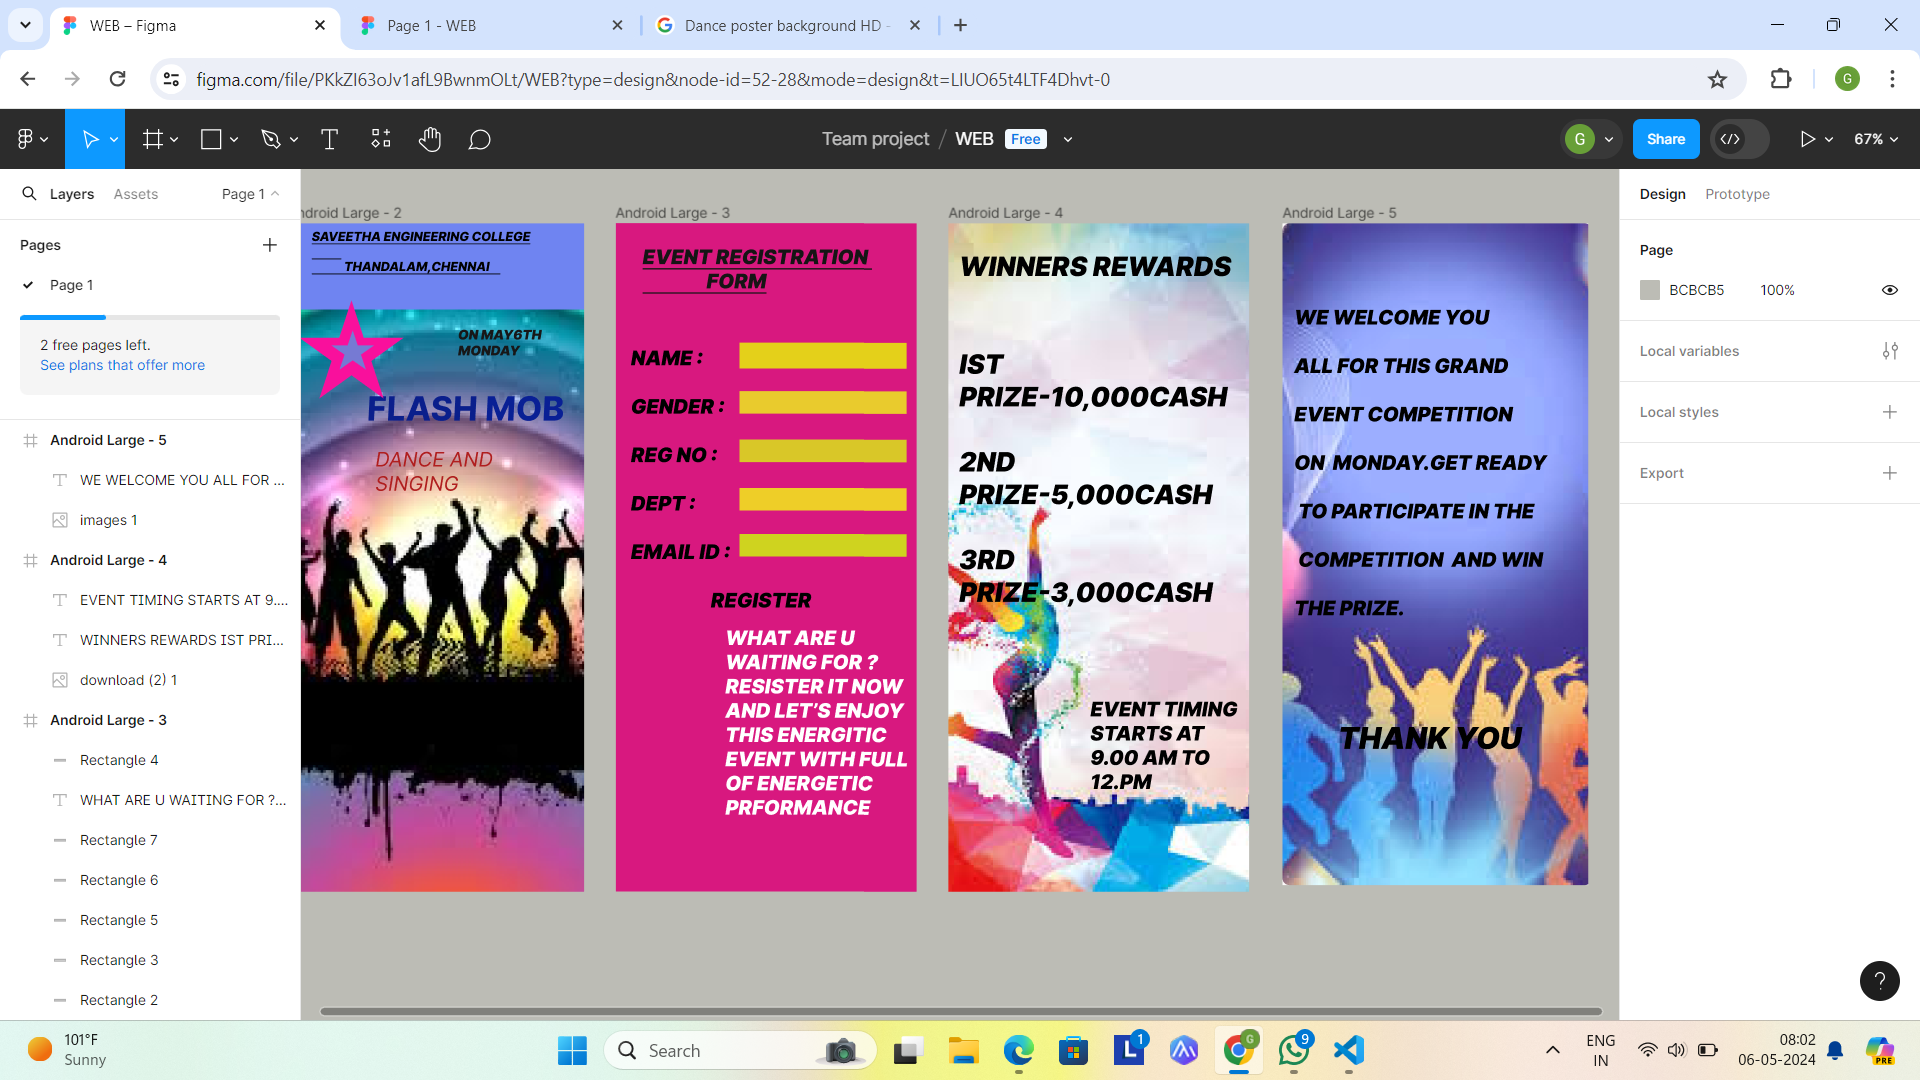 WEB – Figma
Page 1 - WEB
Dance poster background HD -
figma.com/file/PKkZI63oJv1afL9BwnmOLt/WEB?type=design&node-id=52-28&mode=design&t=LIUO65t4LTF4Dhvt-0
G
Team project / WEB Free
G
Share
67%
Layers
Assets
Page 1
Pages
Page 1
2 free pages left.
See plans that offer more
Android Large - 5
WE WELCOME YOU ALL FOR ...
images 1
Android Large - 4
EVENT TIMING STARTS AT 9....
WINNERS REWARDS IST PRI...
download (2) 1
Android Large - 3
Rectangle 4
WHAT ARE U WAITING FOR ?...
Rectangle 7
Rectangle 6
Rectangle 5
Rectangle 3
Rectangle 2
ndroid Large - 2
SAVEETHA ENGINEERING COLLEGE
THANDALAM,CHENNAI
ON MAY6TH
MONDAY
FLASH MOB
DANCE AND
SINGING
Android Large - 3
EVENT REGISTRATION
FORM
NAME :
GENDER :
REG NO :
DEPT :
EMAIL ID :
REGISTER
WHAT ARE U
WAITING FOR ?
RESISTER IT NOW
AND LET'S ENJOY
THIS ENERGITIC
EVENT WITH FULL
OF ENERGETIC
PRFORMANCE
Android Large - 4
WINNERS REWARDS
IST
PRIZE-10,000CASH
2ND
PRIZE-5,000CASH
3RD
PRIZE-3,000CASH
EVENT TIMING
STARTS AT
9.00 AM TO
12.PM
Android Large - 5
WE WELCOME YOU
ALL FOR THIS GRAND
EVENT COMPETITION
ON MONDAY.GET READY
TO PARTICIPATE IN THE
COMPETITION AND WIN
THE PRIZE.
THANK YOU
Design
Prototype
Page
BCBCB5 100%
Local variables
Local styles
Export
?
101°F
Sunny
Search
L
1
G
9
ENG
IN
08:02
06-05-2024
PRE